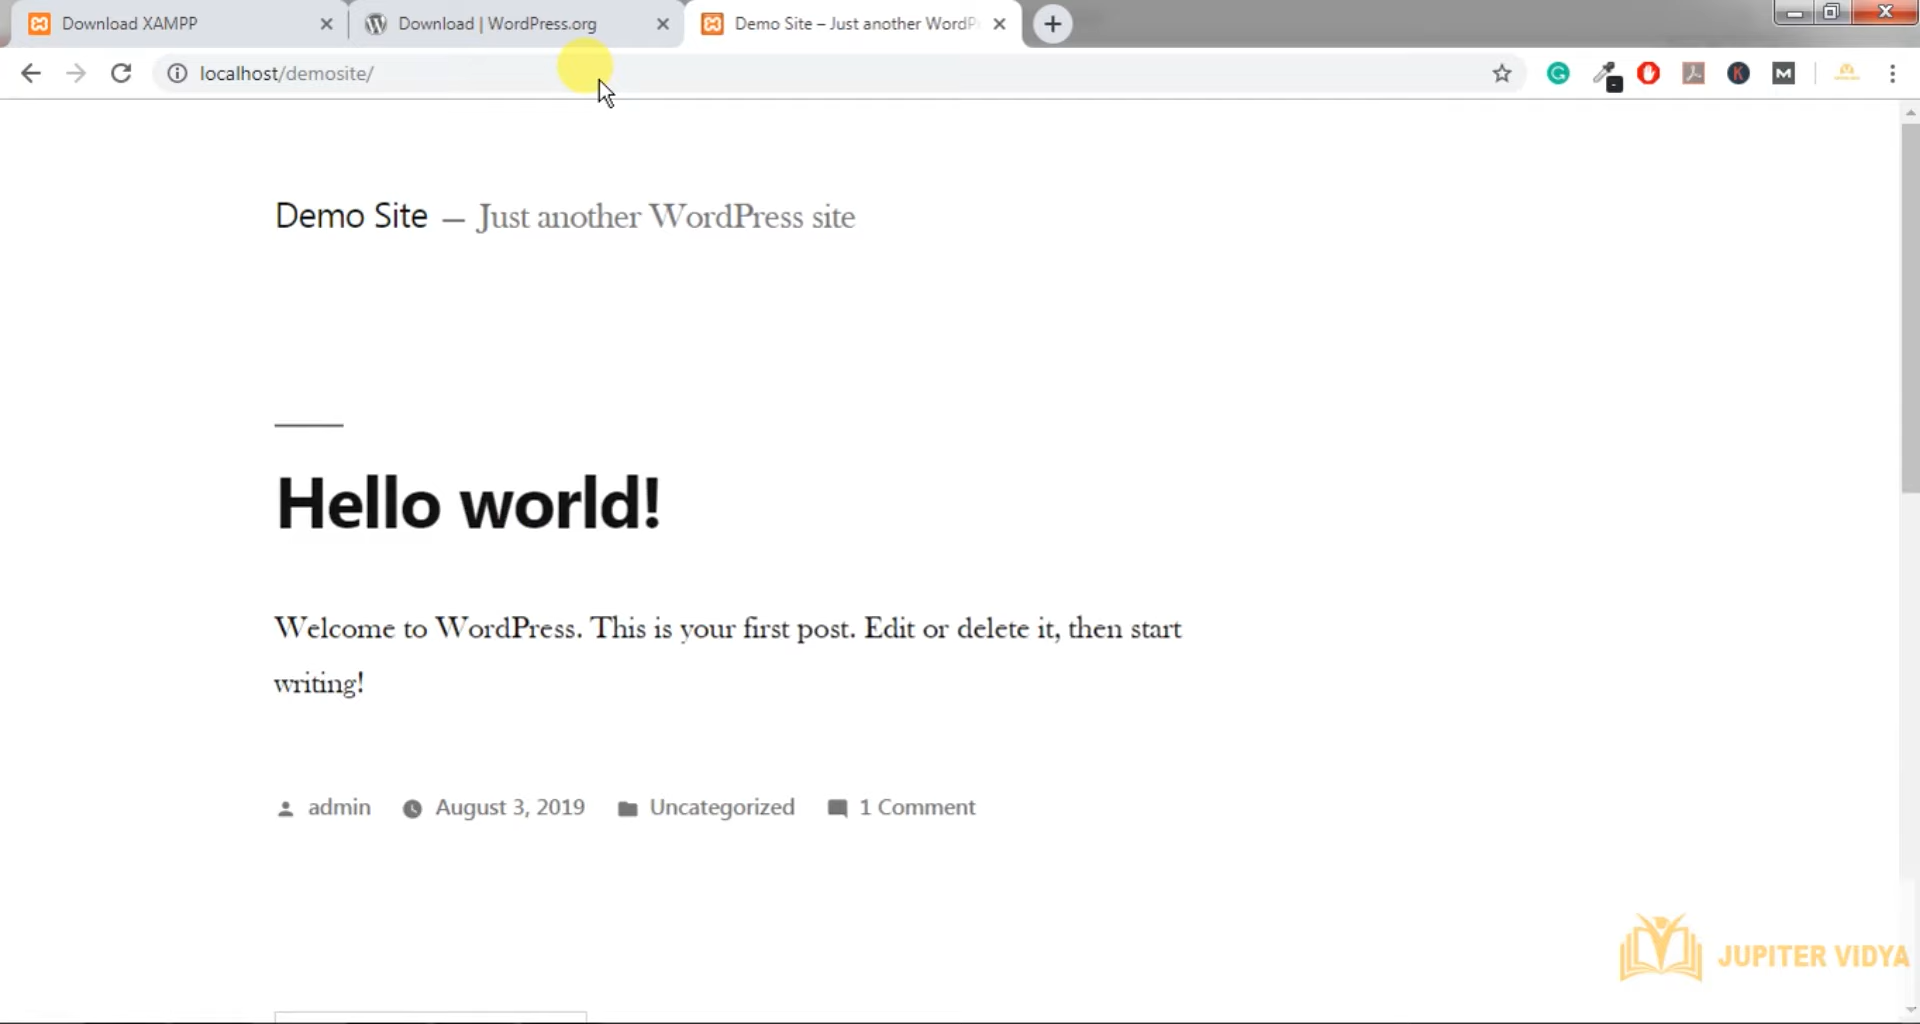 Download XAMPP
Download | WordPress.org
Demo Site – Just another WordP
localhost/demosite/
Demo Site — Just another WordPress site
Hello world!
Welcome to WordPress. This is your first post. Edit or delete it, then start
writing!
admin August 3, 2019 Uncategorized 1 Comment
JUPITER VIDYA